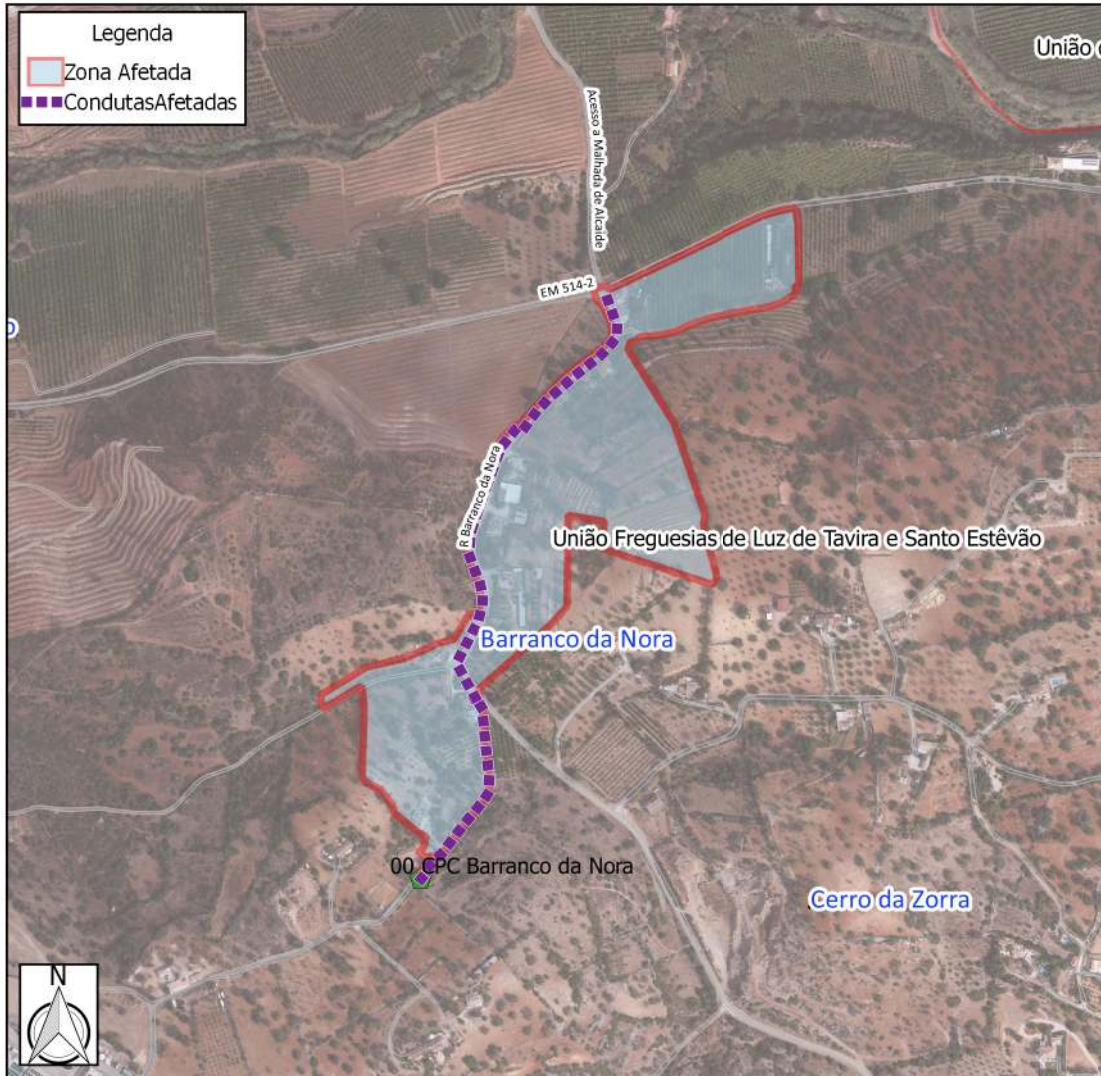 Legenda
Zona Afetada
CondutasAfetadas
União
Acesso a Malhada de Alcaide
EM 514-2
R Barranco da Nora
União Freguesias de Luz de Tavira e Santo Estêvão
Barranco da Nora
00 CPC Barranco da Nora
Cerro da Zorra
N